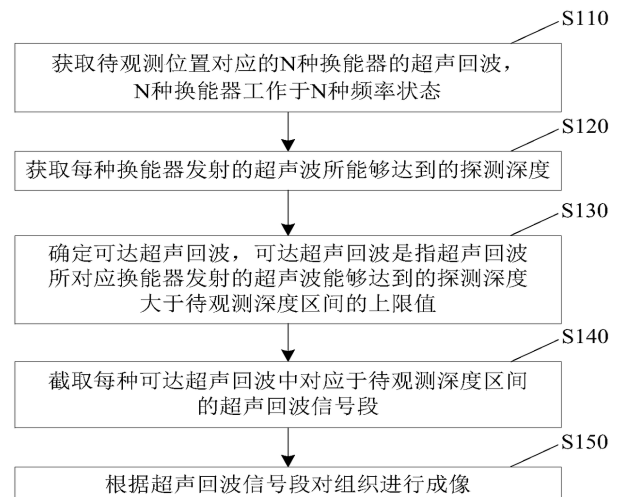 S110
获取待观测位置对应的N种换能器的超声回波，
N种换能器工作于N种频率状态
S120
获取每种换能器发射的超声波所能够达到的探测深度
S130
确定可达超声回波，可达超声回波是指超声回波
所对应换能器发射的超声波能够达到的探测深度
大于待观测深度区间的上限值
S140
截取每种可达超声回波中对应于待观测深度区间
的超声回波信号段
S150
根据超声回波信号段对组织进行成像